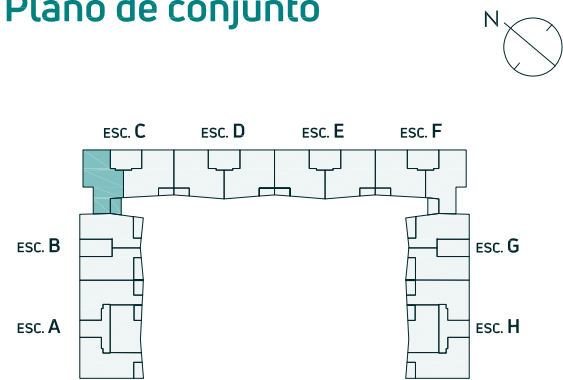 Plano de conjunto
N
ESC. C
ESC. D
ESC. E
ESC. F
ESC. B
ESC. G
ESC. A
ESC. H